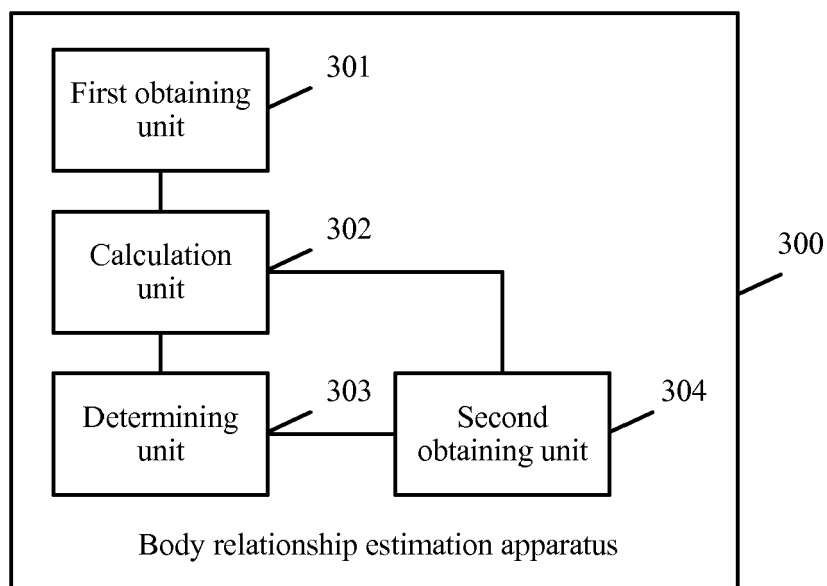 First obtaining
unit
301
Calculation
unit
302
300
Determining
unit
303
Second
obtaining unit
304
Body relationship estimation apparatus